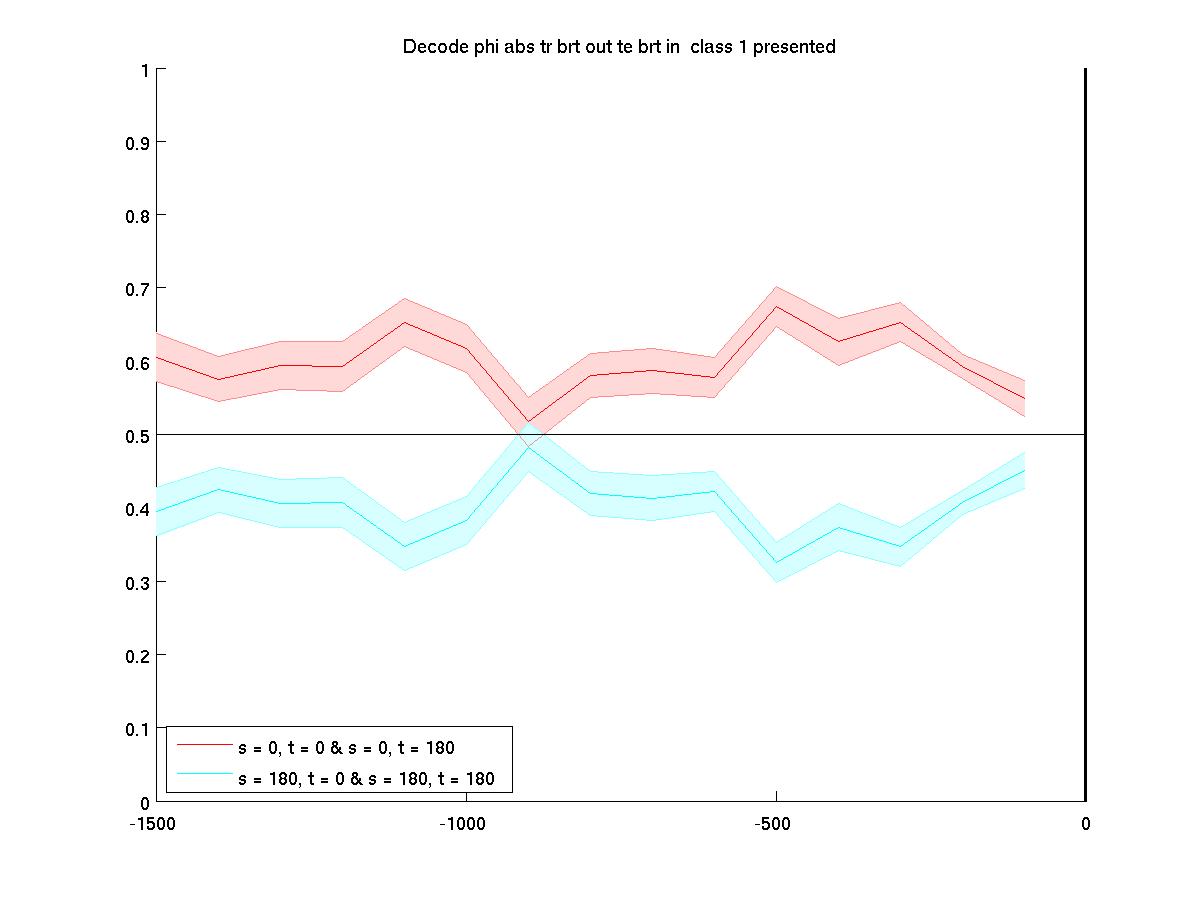 Decode phi abs tr brt out te brt in  class 1 presented
1
0.9
0.8
0.7
0.6
0.5
0.4
0.3
0.2
0.1
0
s = 0, t = 0 & s = 0, t = 180
s = 180, t = 0 & s = 180, t = 180
-1500 -1000 -500 0